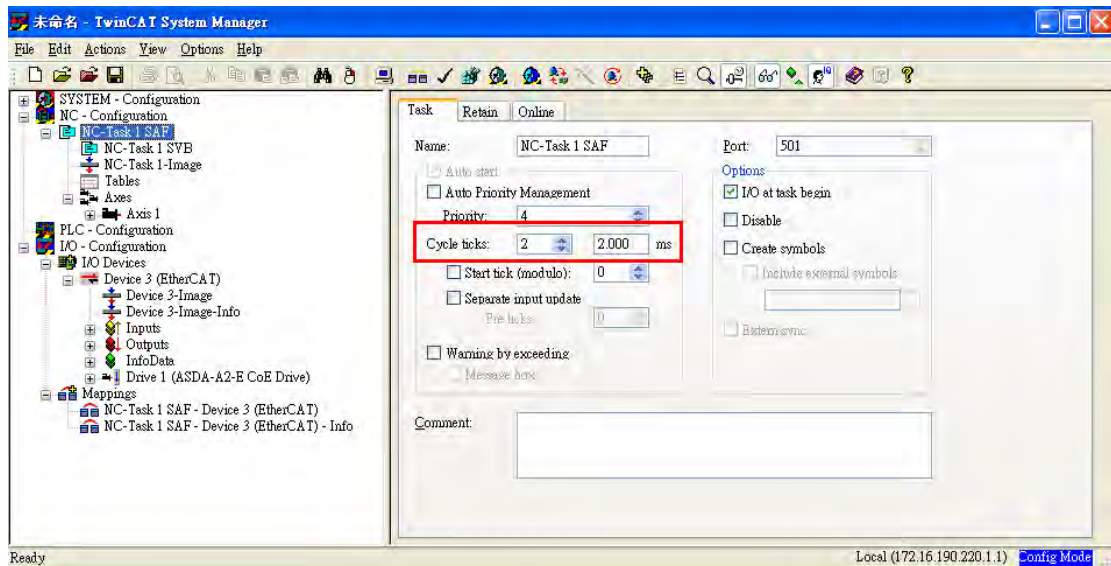 未命名 - TwinCAT System Manager
File Edit Actions View Options Help
SYSTEM - Configuration
NC - Configuration
NC-Task 1 SAF
NC-Task 1 SVB
NC-Task 1-Image
Tables
Axes
Axis 1
PLC - Configuration
I/O - Configuration
I/O Devices
Device 3 (EtherCAT)
Device 3-Image
Device 3-Image-Info
Inputs
Outputs
InfoData
Drive 1 (ASDA-A2-E CoE Drive)
Mappings
NC-Task 1 SAF - Device 3 (EtherCAT)
NC-Task 1 SAF - Device 3 (EtherCAT) - Info
Task Retain Online
Name: NC-Task 1 SAF Port: 501
Auto start Options
Auto Priority Management I/O at task begin
Priority: 4 Disable
Cycle ticks: 2 2.000 ms Create symbols
Start tick (modulo): 0 Include external symbols
Separate input update
Pre ticks: 0 Extern sync
Warning by exceeding
Message box
Comment:
Ready Local (172.16.190.220.1.1) Config Mode